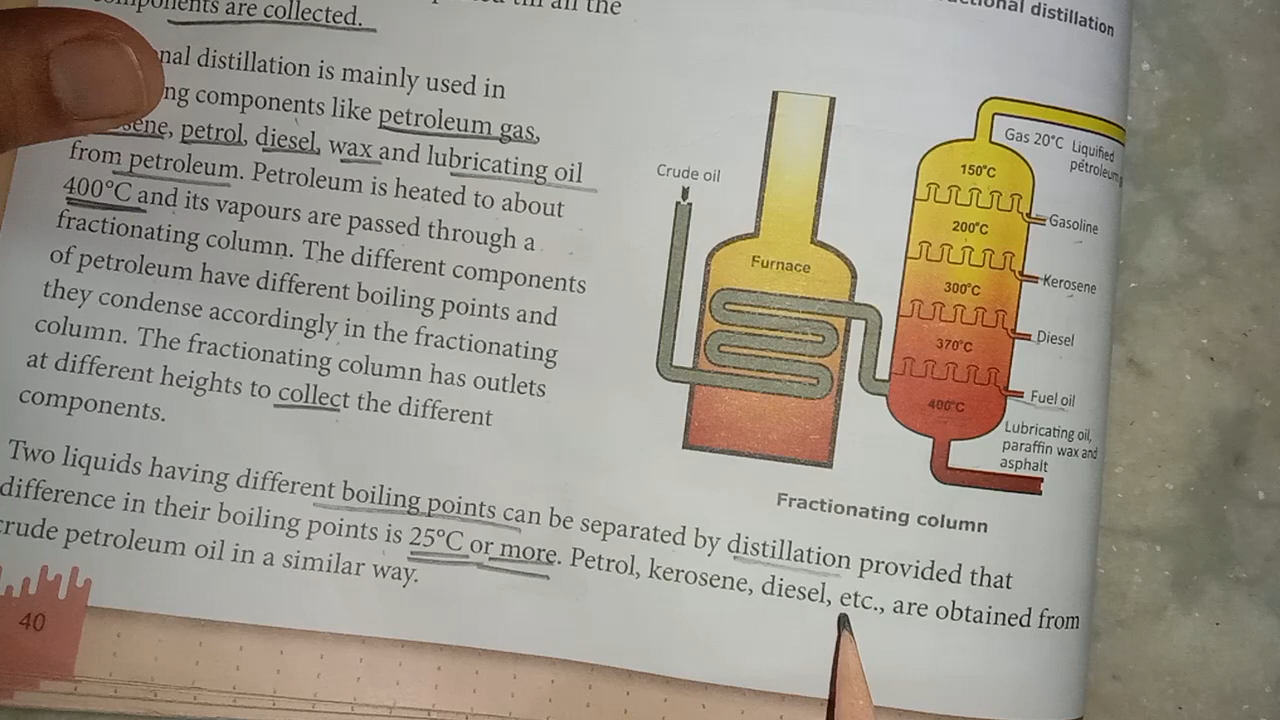 all the
are collected.
distillation
distillation is mainly used in
components like petroleum gas,
petrol, diesel, wax and lubricating oil
from petroleum. Petroleum is heated to about
400°C and its vapours are passed through a
fractionating column. The different components
of petroleum have different boiling points and
they condense accordingly in the fractionating
column. The fractionating column has outlets
at different heights to collect the different
components.
Crude oil
Furnace
Gas 20°C Liquified
150°C
Gasoline
200°C
Kerosene
300°C
Diesel
370°C
Fuel oil
400°C
Lubricating oil,
paraffin wax and
asphalt
Fractionating column
Two liquids having different boiling points can be separated by distillation provided that
difference in their boiling points is 25°C or more. Petrol, kerosene, diesel, etc., are obtained from
petroleum oil in a similar way.
40